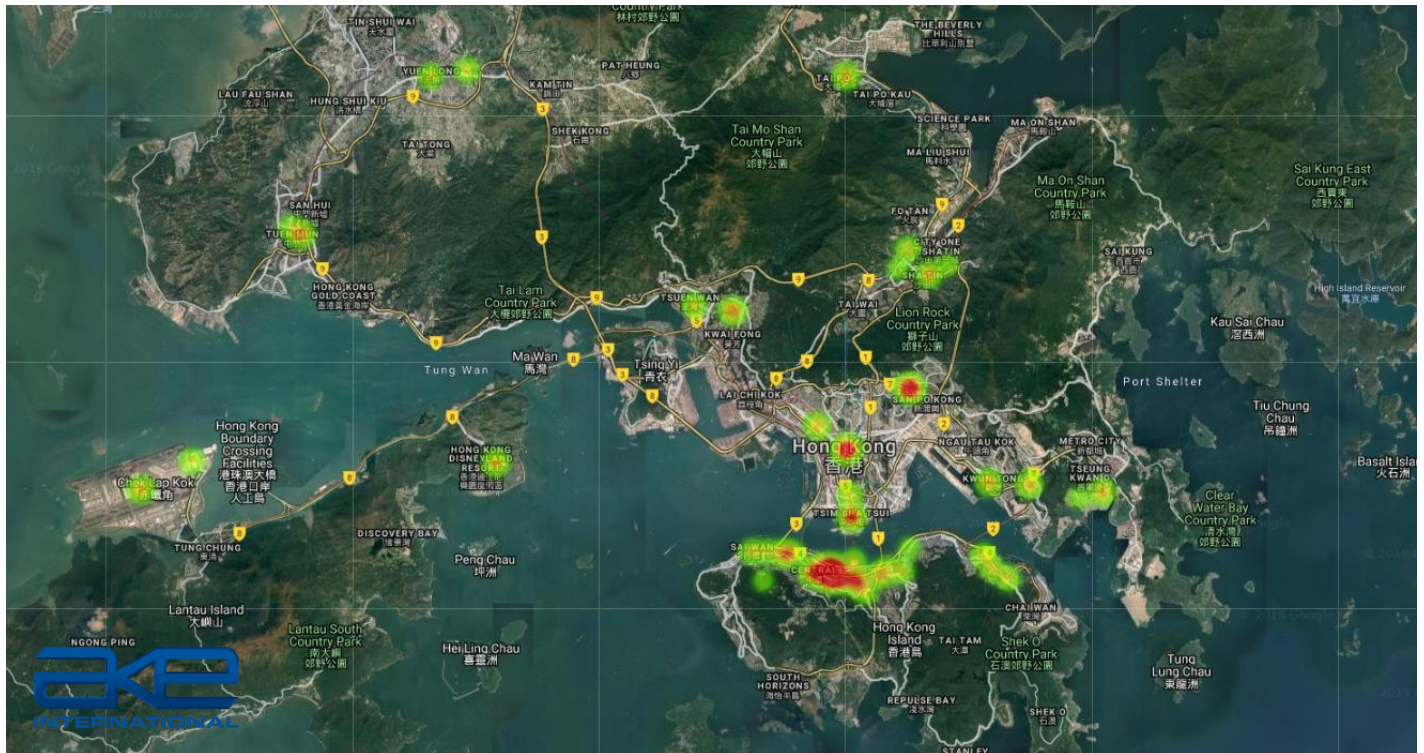 TIN SHUI WAI
天水圍
林村郊野公園
THE BEVERLY
HILLS
比華利山別墅
YUEN LONG
PAT HEUNG
八鄉
TAI PO
LAU FAU SHAN
流浮山
HUNG SHUI KIU
洪水橋
KAM TIN
錦田
TAI PO KAU
大埔滘
TAI TONG
大棠
SHEK KONG
石崗
Tai Mo Shan
Country Park
大帽山
郊野公園
SCIENCE PARK
科學園
MA ON SHAN
馬鞍山
MA LIU SHUI
馬料水
Ma On Shan
Country Park
馬鞍山
郊野公園
Sai Kung East
Country Park
西貢東
郊野公園
SAN HUI
TUEN MUN
FO TAN
火炭
CITY ONE
SHATIN
SHA TIN
SAI KUNG
西貢市
HONG KONG
GOLD COAST
香港黃金海岸
Tai Lam
Country Park
大欖郊野公園
TSUEN WAN
KWAI FONG
葵芳
TAI WAI
大圍
Lion Rock
Country Park
獅子山
郊野公園
High Island Reservoir
萬宜水庫
Kau Sai Chau
滘西洲
Ma Wan
馬灣
Tung Wan
Tsing Yi
青衣
LAI CHI KOK
荔枝角
SAN PO KONG
新蒲崗
Port Shelter
Tiu Chung
Chau
吊鐘洲
Hong Kong
Boundary
Crossing
Facilities
港珠澳大橋
香港口岸
人工島
Chek Lap Kok
赤鱲角
HONG KONG
DISNEYLAND
RESORT
Hong Kong
香港
NGAU TAU KOK
牛頭角
METRO CITY
新都城
KWUN TONG
TSEUNG
KWAN O
Basalt Island
火石洲
Clear
Water Bay
Country Park
清水灣
郊野公園
TSIM SHA TSUI
DISCOVERY BAY
愉景灣
TUNG CHUNG
東涌
Peng Chau
坪洲
SAI WAN
CENTRAL
CHAI WAN
柴灣
Lantau Island
大嶼山
NGONG PING
Lantau South
Country Park
南大嶼
郊野公園
Hei Ling Chau
喜靈洲
Hong Kong
Island
香港島
TAI TAM
大潭
Shek O
Country Park
石澳郊野公園
Tung
Lung Chau
東龍洲
SOUTH
HORIZONS
海怡半島
REPULSE BAY
淺水灣
SHEK O
石澳
STANLEY
ake
INTERNATIONAL